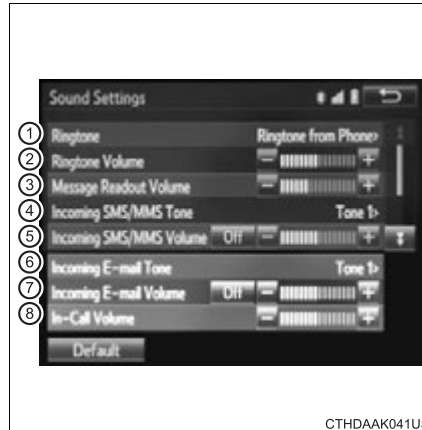 Sound Settings
1 Ringtone Ringtone from Phone>
2 Ringtone Volume − +
3 Message Readout Volume − +
4 Incoming SMS/MMS Tone Tone 1>
5 Incoming SMS/MMS Volume Off − +
6 Incoming E-mail Tone Tone 1>
7 Incoming E-mail Volume Off − +
8 In-Call Volume − +
Default
CTHDAAK041US